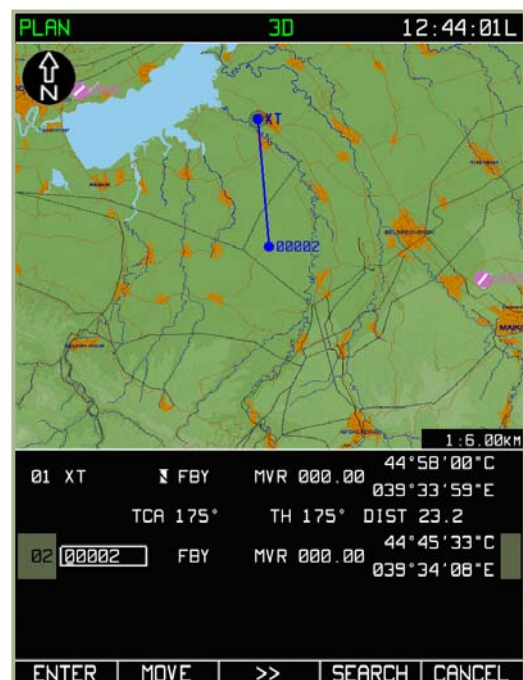 PLAN 3D 12:44:01L
N
XT
00002
1:6.00км
44°58'00"C
01 XT FBY MVR 000.00
039°33'59"E
TCA 175° TH 175° DIST 23.2
44°45'33"C
02 00002 FBY MVR 000.00
039°34'08"E
ENTER MOVE >> SEARCH CANCEL